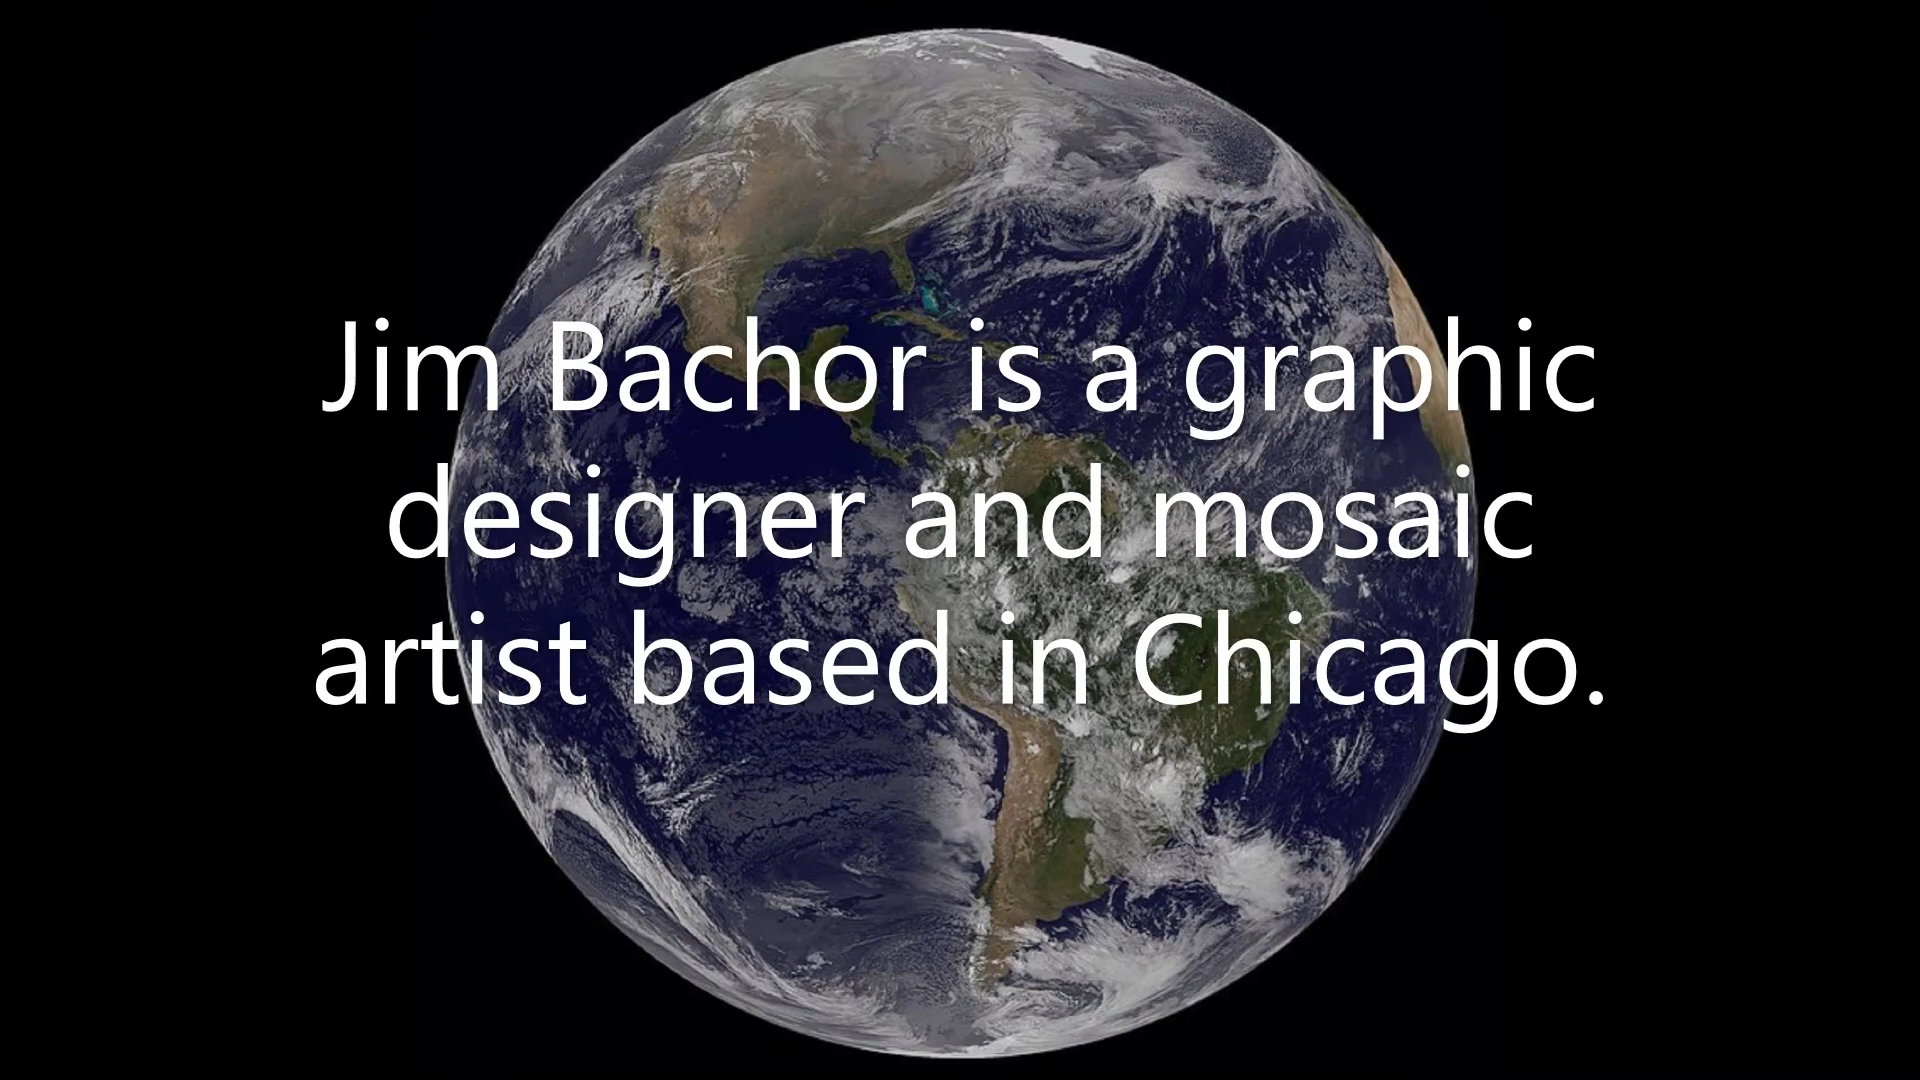 Jim Bachor is a graphic
designer and mosaic
artist based in Chicago.